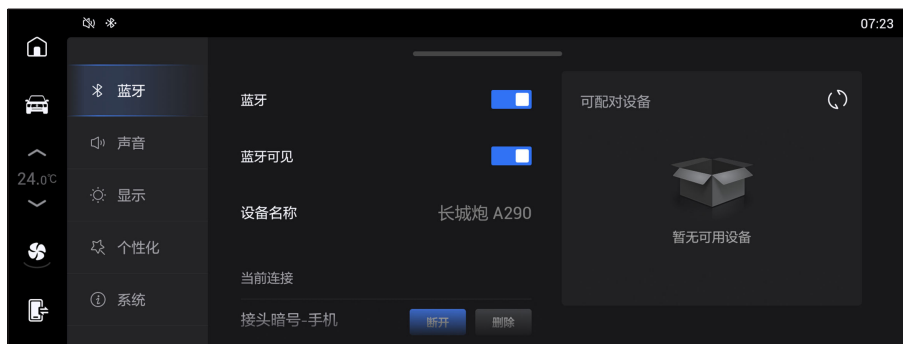 07:23
蓝牙
声音
显示
个性化
系统
24.0℃
蓝牙
蓝牙可见
设备名称
长城炮 A290
当前连接
接头暗号-手机
断开
删除
可配对设备
暂无可用设备